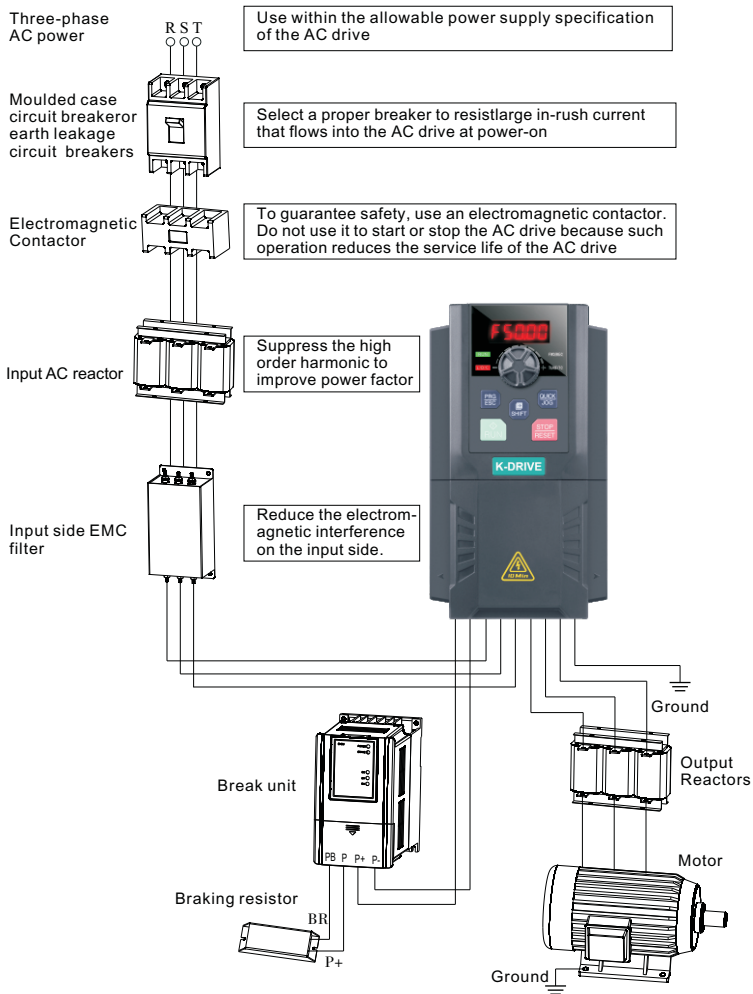 Three-phase
AC power
R S T
Use within the allowable power supply specification
of the AC drive
Moulded case
circuit breakeror
earth leakage
circuit breakers
Select a proper breaker to resistlarge in-rush current
that flows into the AC drive at power-on
Electromagnetic
Contactor
To guarantee safety, use an electromagnetic contactor.
Do not use it to start or stop the AC drive because such
operation reduces the service life of the AC drive
Input AC reactor
Suppress the high
order harmonic to
improve power factor
F50.00
PRG
ESC
QUICK
JOG
SHIFT
RUN
STOP
RESET
K-DRIVE
Input side EMC
filter
Reduce the electrom-
agnetic interference
on the input side.
10 Min
Ground
Output
Reactors
Break unit
PB P P+ P-
Motor
Braking resistor
BR
P+
Ground